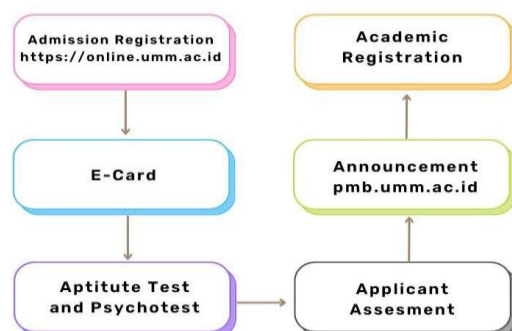 Admission Registration
https://online.umm.ac.id
E-Card
Aptitute Test
and Psychotest
Applicant
Assesment
Announcement
pmb.umm.ac.id
Academic
Registration